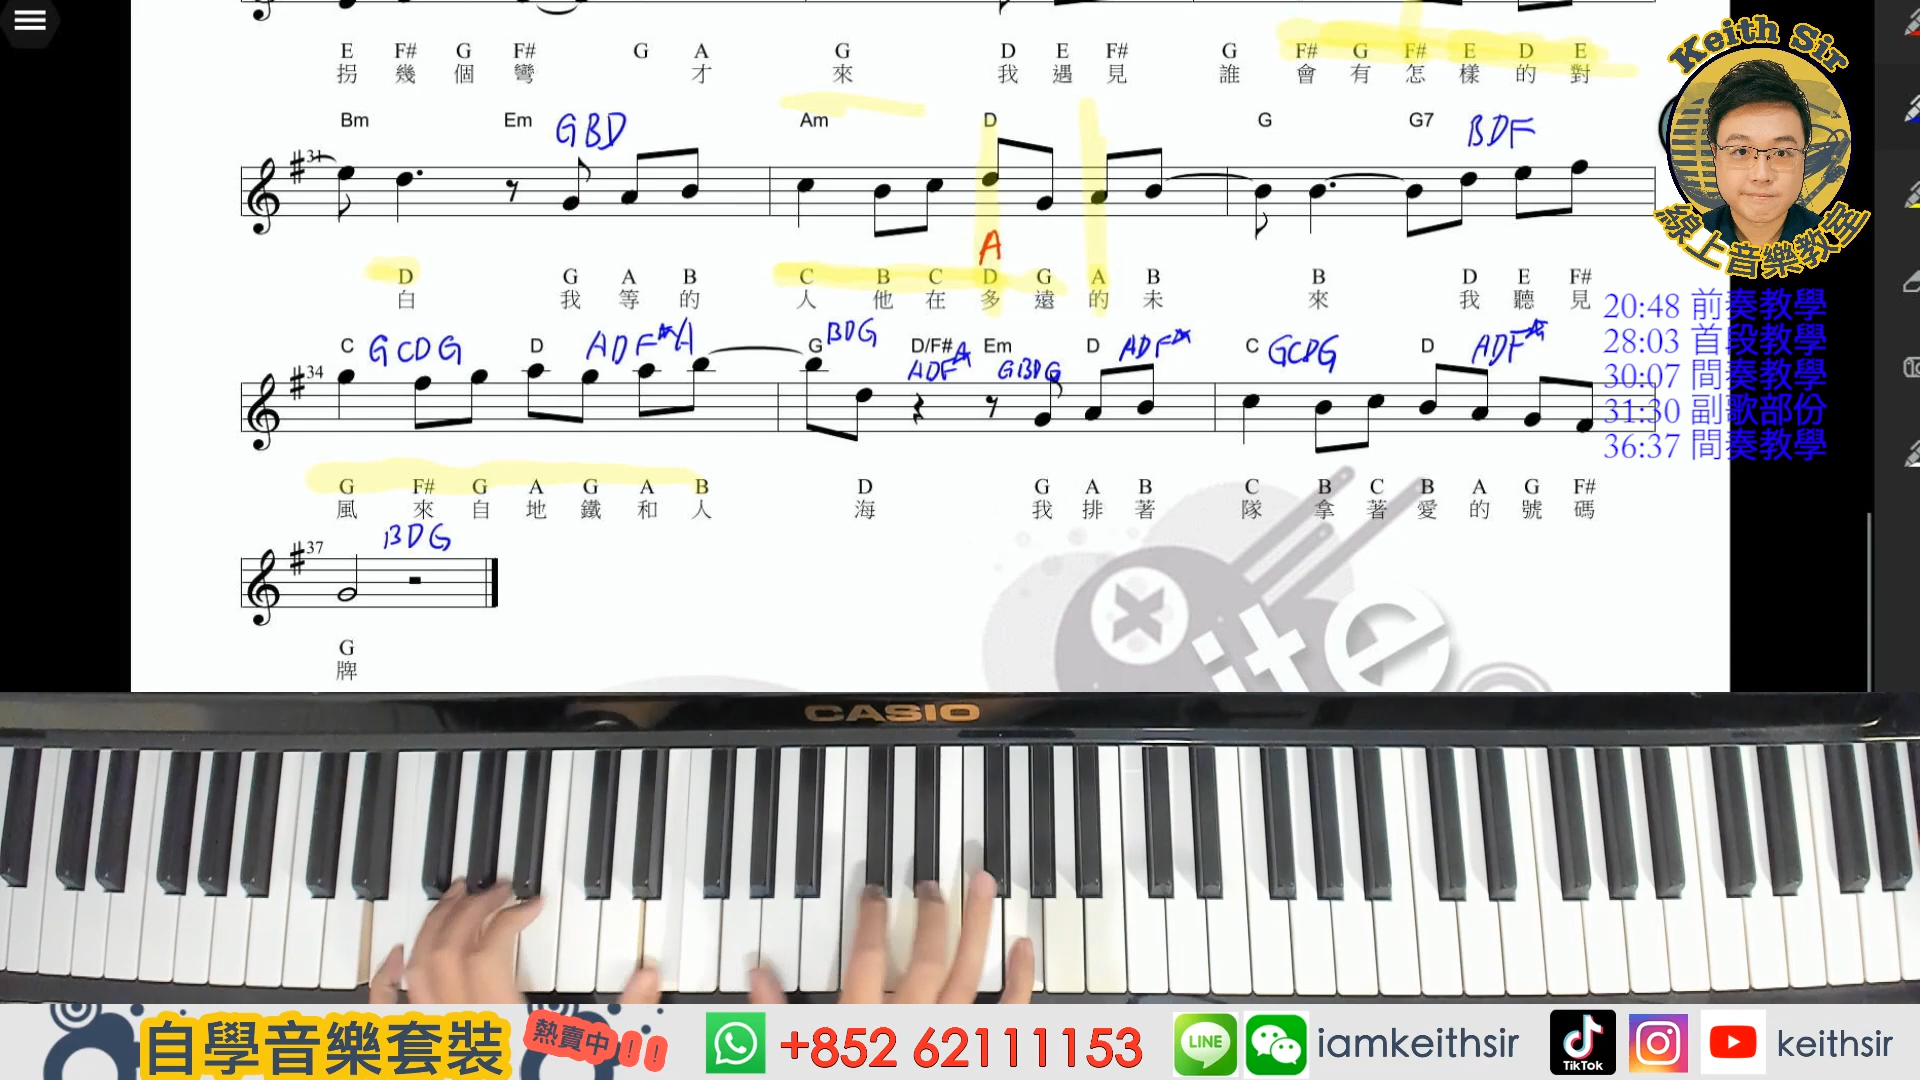 E F# G F# G A G D E F# G F# G F# E D E
拐 幾 個 彎 才 來 我 遇 見 誰 會 有 怎 樣 的 對
Keith Sir
線上音樂教室
Bm Em GBD Am D G G7 BDF
31
A
D G A B C B C D G A B B D E F#
白 我 等 的 人 他 在 多 遠 的 未 來 我 聽 見
20:48 前奏教學
28:03 首段教學
30:07 間奏教學
31:30 副歌部份
36:37 間奏教學
C GCDG D ADF#A G BDG D/F# ADF# Em GBDG D ADF# C GCDG D ADF#
34
G F# G A G A B D G A B C B C B A G F#
風 來 自 地 鐵 和 人 海 我 排 著 隊 拿 著 愛 的 號 碼
37 BDG
G
牌
ite
CASIO
自學音樂套裝 熱賣中!!
+852 62111153
LINE
iamkeithsir
TikTok
keithsir